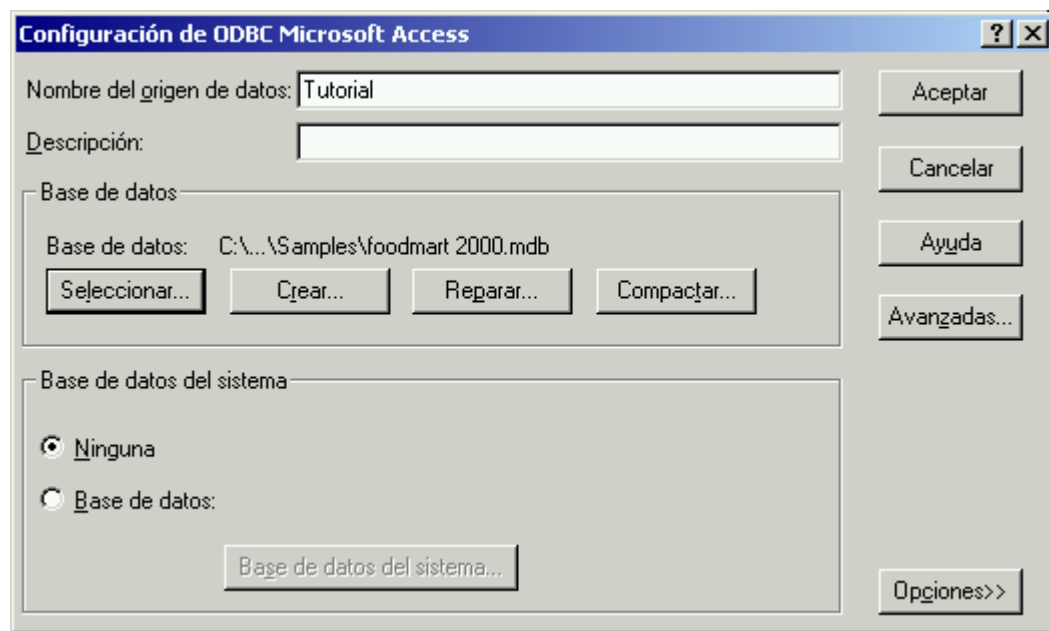 Configuración de ODBC Microsoft Access
Nombre del origen de datos: Tutorial
Descripción:
Base de datos
Base de datos: C:\...\Samples\foodmart 2000.mdb
Seleccionar... Crear... Reparar... Compactar...
Base de datos del sistema
Ninguna
Base de datos:
Base de datos del sistema...
Aceptar
Cancelar
Ayuda
Avanzadas...
Opciones>>